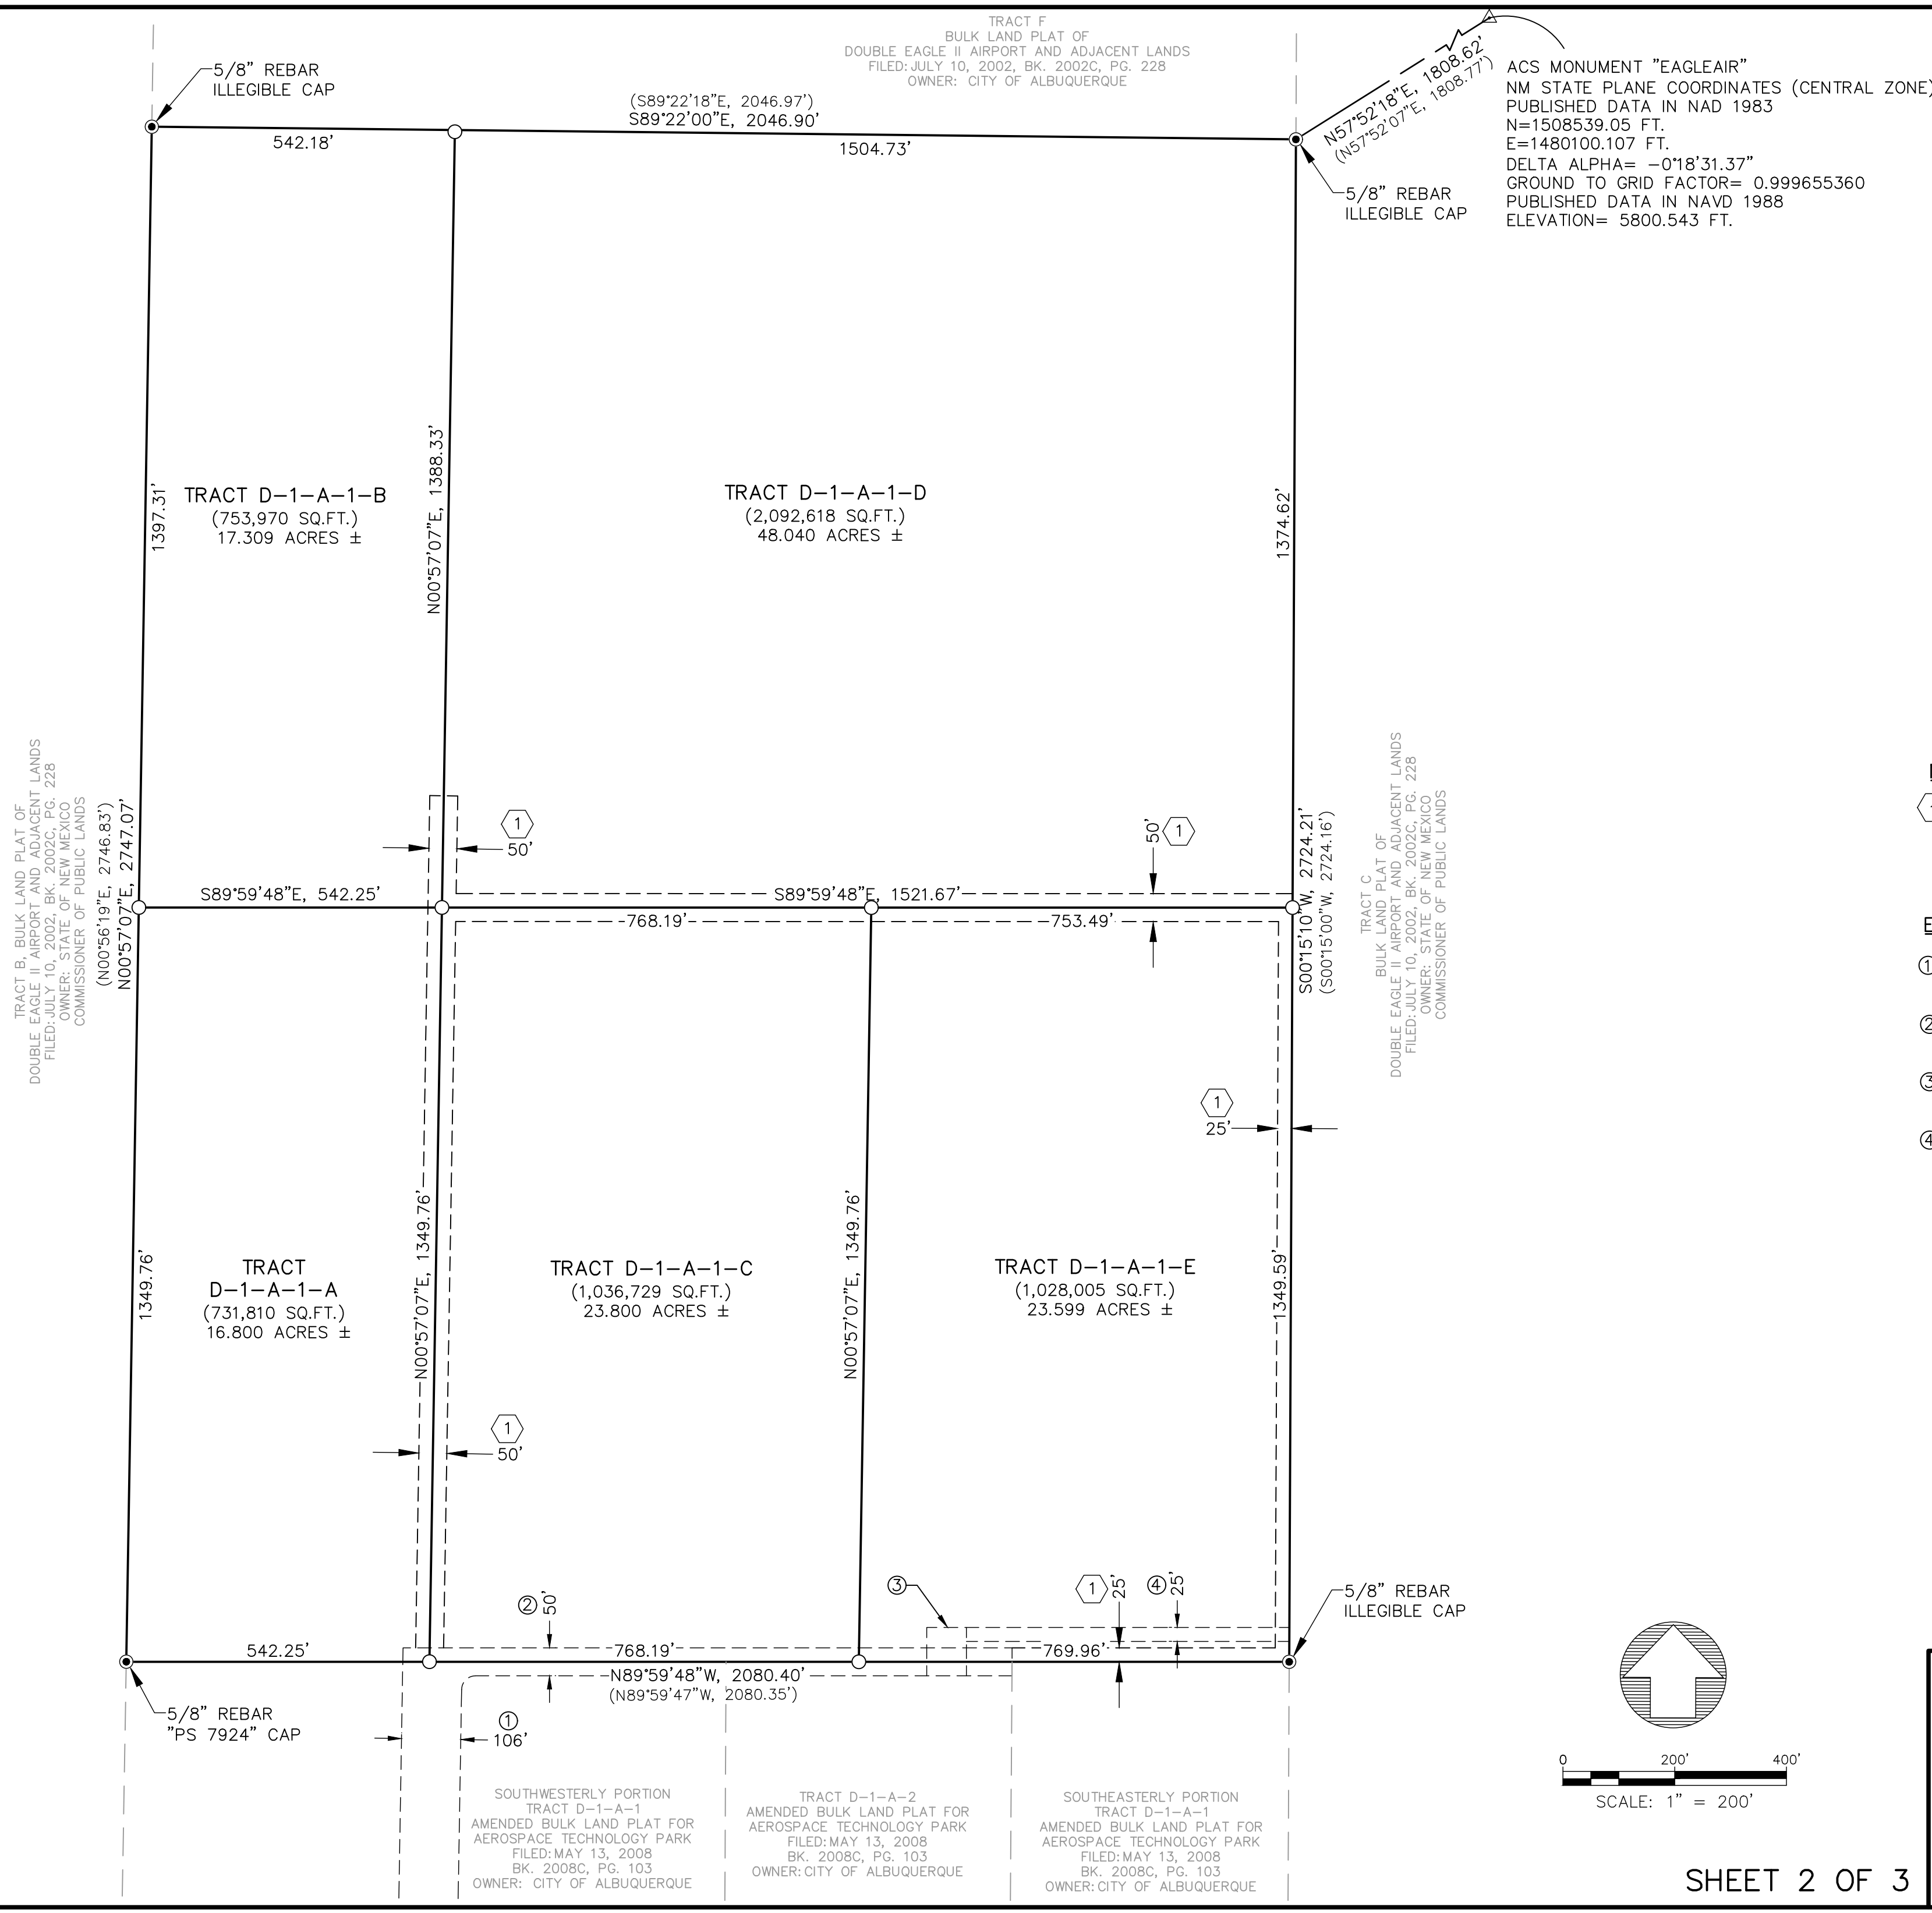 TRACT F
BULK LAND PLAT OF
DOUBLE EAGLE II AIRPORT AND ADJACENT LANDS
FILED: JULY 10, 2002, BK. 2002C, PG. 228
OWNER: CITY OF ALBUQUERQUE
5/8" REBAR
ILLEGIBLE CAP
(S89°22'18"E, 2046.97')
S89°22'00"E, 2046.90'
542.18'
1504.73'
N57°52'18"E, 1808.62'
(N57°52'07"E, 1808.77')
ACS MONUMENT "EAGLEAIR"
NM STATE PLANE COORDINATES (CENTRAL ZONE)
PUBLISHED DATA IN NAD 1983
N=1508539.05 FT.
E=1480100.107 FT.
DELTA ALPHA= -0°18'31.37"
GROUND TO GRID FACTOR= 0.999655360
PUBLISHED DATA IN NAVD 1988
ELEVATION= 5800.543 FT.
5/8" REBAR
ILLEGIBLE CAP
1397.31'
TRACT D-1-A-1-B
(753,970 SQ.FT.)
17.309 ACRES ±
N00°57'07"E, 1388.33'
TRACT D-1-A-1-D
(2,092,618 SQ.FT.)
48.040 ACRES ±
1374.62'
TRACT B, BULK LAND PLAT OF
DOUBLE EAGLE II AIRPORT AND ADJACENT LANDS
FILED: JULY 10, 2002, BK. 2002C, PG. 228
OWNER: STATE OF NEW MEXICO
COMMISSIONER OF PUBLIC LANDS
(N00°56'19"E, 2746.83')
N00°57'07"E, 2747.07'
1
50'
50'
1
S89°59'48"E, 542.25'
S89°59'48"E, 1521.67'
768.19'
753.49'
S00°15'10"W, 2724.21'
(S00°15'00"W, 2724.16')
TRACT C
BULK LAND PLAT OF
DOUBLE EAGLE II AIRPORT AND ADJACENT LANDS
FILED: JULY 10, 2002, BK. 2002C, PG. 228
OWNER: STATE OF NEW MEXICO
COMMISSIONER OF PUBLIC LANDS
1
2
3
4
1
25'
1349.76'
TRACT
D-1-A-1-A
(731,810 SQ.FT.)
16.800 ACRES ±
N00°57'07"E, 1349.76'
TRACT D-1-A-1-C
(1,036,729 SQ.FT.)
23.800 ACRES ±
N00°57'07"E, 1349.76'
TRACT D-1-A-1-E
(1,028,005 SQ.FT.)
23.599 ACRES ±
1349.59'
1
50'
2
50'
3
1
25'
4
25'
5/8" REBAR
ILLEGIBLE CAP
542.25'
768.19'
769.96'
N89°59'48"W, 2080.40'
(N89°59'47"W, 2080.35')
5/8" REBAR
"PS 7924" CAP
1
106'
SOUTHWESTERLY PORTION
TRACT D-1-A-1
AMENDED BULK LAND PLAT FOR
AEROSPACE TECHNOLOGY PARK
FILED: MAY 13, 2008
BK. 2008C, PG. 103
OWNER: CITY OF ALBUQUERQUE
TRACT D-1-A-2
AMENDED BULK LAND PLAT FOR
AEROSPACE TECHNOLOGY PARK
FILED: MAY 13, 2008
BK. 2008C, PG. 103
OWNER: CITY OF ALBUQUERQUE
SOUTHEASTERLY PORTION
TRACT D-1-A-1
AMENDED BULK LAND PLAT FOR
AEROSPACE TECHNOLOGY PARK
FILED: MAY 13, 2008
BK. 2008C, PG. 103
OWNER: CITY OF ALBUQUERQUE
0 200' 400'
SCALE: 1" = 200'
SHEET 2 OF 3